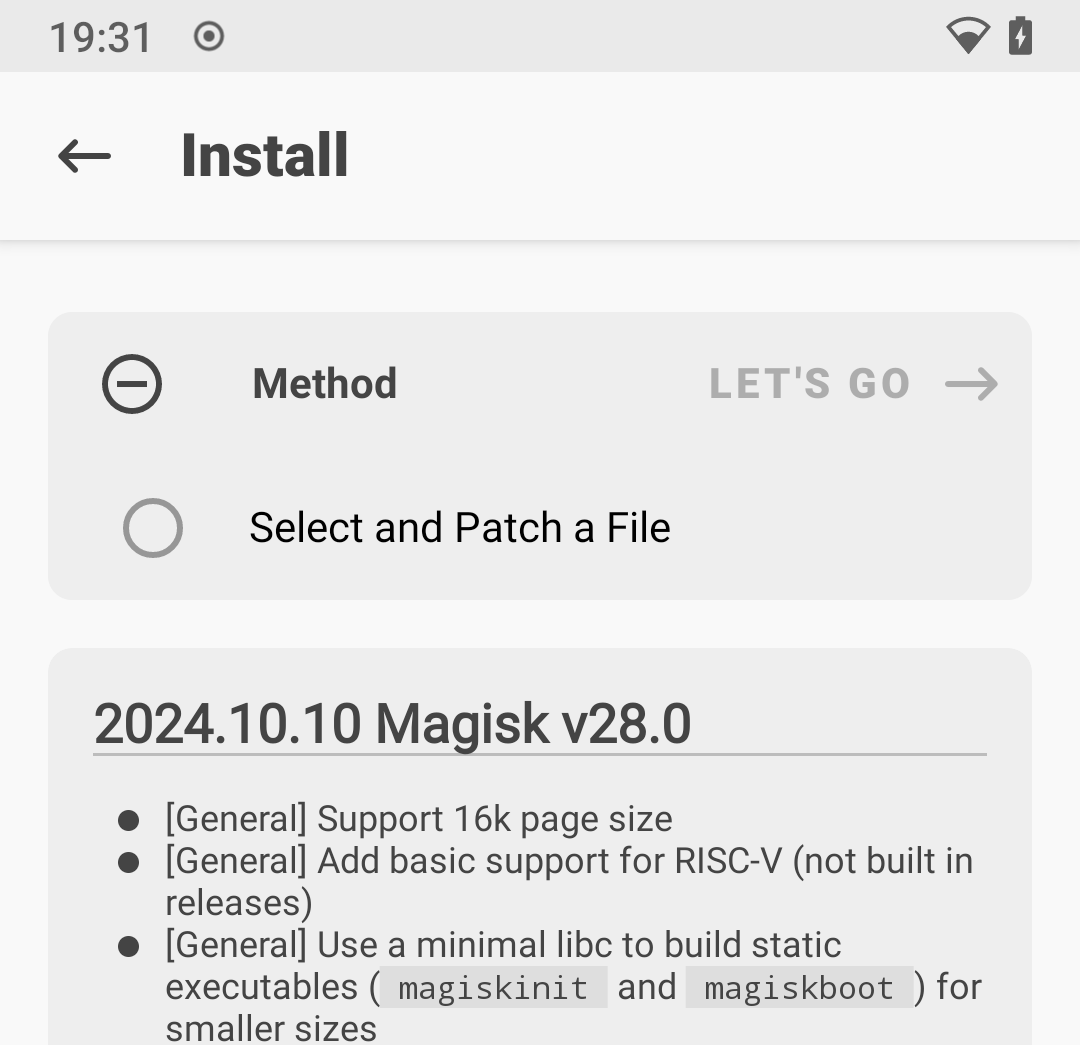 19:31
Install
Method
LET'S GO
Select and Patch a File
2024.10.10 Magisk v28.0
[General] Support 16k page size
[General] Add basic support for RISC-V (not built in
releases)
[General] Use a minimal libc to build static
executables ( magiskinit and magiskboot ) for
smaller sizes